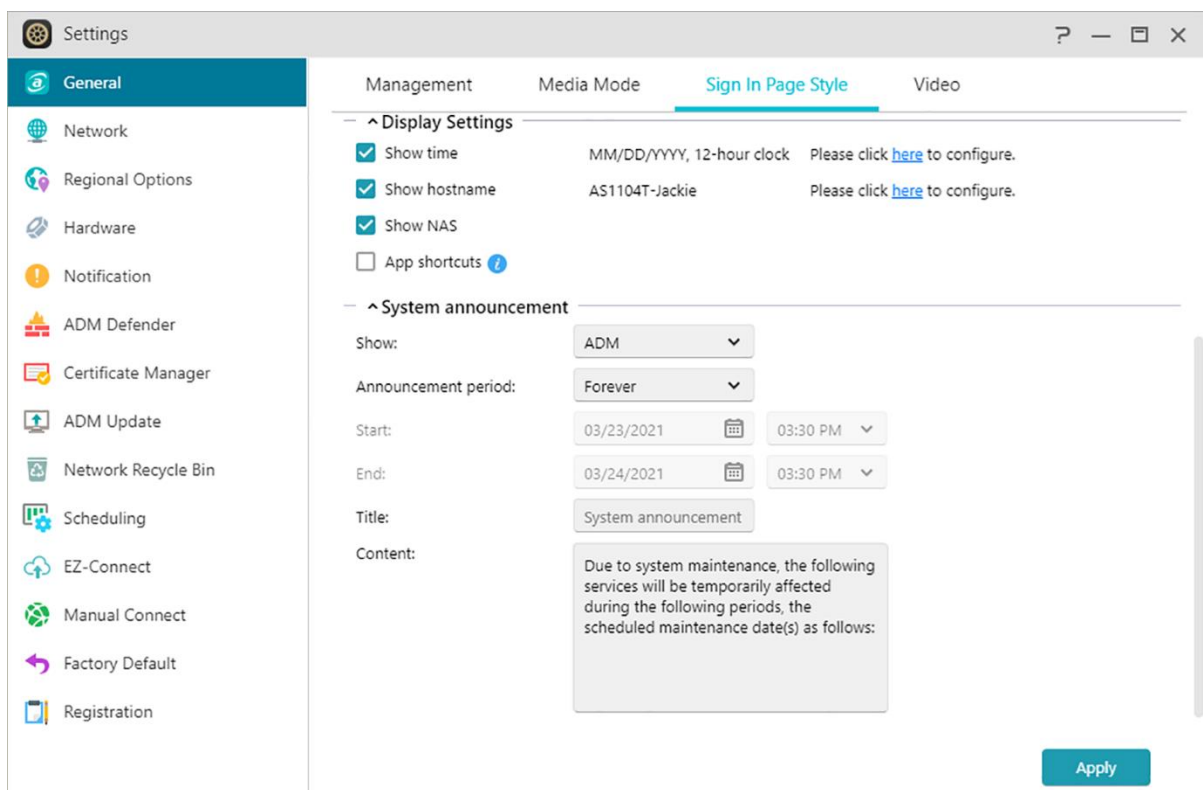 Settings
General
Network
Regional Options
Hardware
Notification
ADM Defender
Certificate Manager
ADM Update
Network Recycle Bin
Scheduling
EZ-Connect
Manual Connect
Factory Default
Registration
Management Media Mode Sign In Page Style Video
Display Settings
Show time MM/DD/YYYY, 12-hour clock Please click here to configure.
Show hostname AS1104T-Jackie Please click here to configure.
Show NAS
App shortcuts
System announcement
Show: ADM
Announcement period: Forever
Start: 03/23/2021 03:30 PM
End: 03/24/2021 03:30 PM
Title: System announcement
Content:
Due to system maintenance, the following
services will be temporarily affected
during the following periods, the
scheduled maintenance date(s) as follows:
Apply